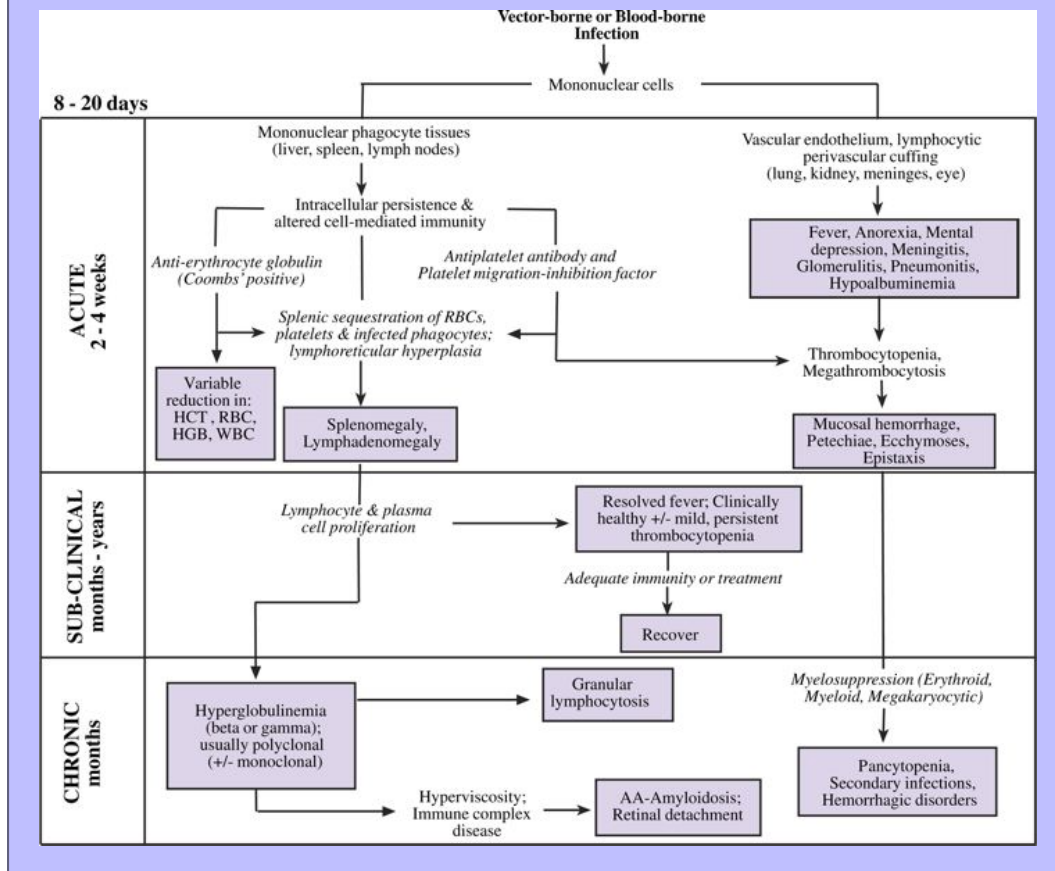 Vector-borne or Blood-borne
Infection
Mononuclear cells
8 - 20 days
ACUTE
2 - 4 weeks
Mononuclear phagocyte tissues
(liver, spleen, lymph nodes)
Vascular endothelium, lymphocytic
perivascular cuffing
(lung, kidney, meninges, eye)
Intracellular persistence &
altered cell-mediated immunity
Fever, Anorexia, Mental
depression, Meningitis,
Glomerulitis, Pneumonitis,
Hypoalbuminemia
Anti-erythrocyte globulin
(Coombs' positive)
Antiplatelet antibody and
Platelet migration-inhibition factor
Splenic sequestration of RBCs,
platelets & infected phagocytes;
lymphoreticular hyperplasia
Thrombocytopenia,
Megathrombocytosis
Variable
reduction in:
HCT , RBC,
HGB, WBC
Splenomegaly,
Lymphadenomegaly
Mucosal hemorrhage,
Petechiae, Ecchymoses,
Epistaxis
SUB-CLINICAL
months - years
Lymphocyte & plasma
cell proliferation
Resolved fever; Clinically
healthy +/- mild, persistent
thrombocytopenia
Adequate immunity or treatment
Recover
CHRONIC
months
Hyperglobulinemia
(beta or gamma);
usually polyclonal
(+/- monoclonal)
Granular
lymphocytosis
Myelosuppression (Erythroid,
Myeloid, Megakaryocytic)
Hyperviscosity;
Immune complex
disease
AA-Amyloidosis;
Retinal detachment
Pancytopenia,
Secondary infections,
Hemorrhagic disorders